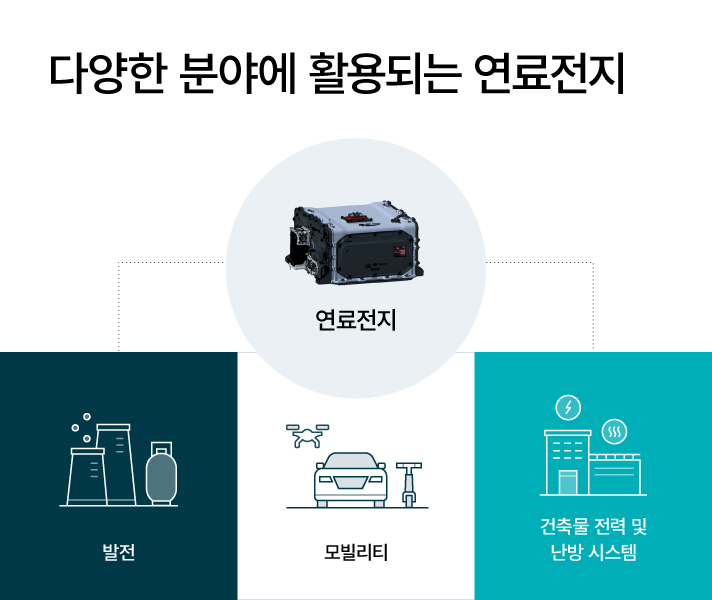 다양한 분야에 활용되는 연료전지
연료전지
발전
모빌리티
건축물 전력 및
난방 시스템